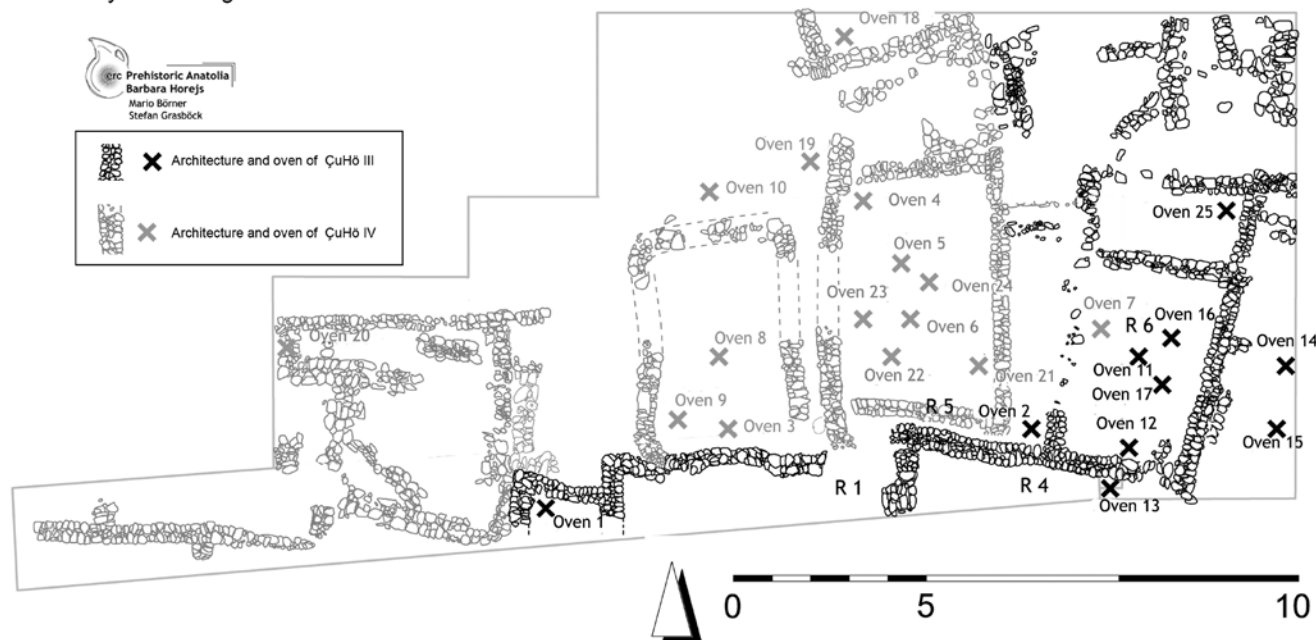 erc Prehistoric Anatolia
Barbara Horejs
Mario Börner
Stefan Grasböck
Architecture and oven of ÇuHö III
Architecture and oven of ÇuHö IV
Oven 18
Oven 19
Oven 10
Oven 4
Oven 25
Oven 5
Oven 24
Oven 23
Oven 6
Oven 7
R 6
Oven 16
Oven 20
Oven 8
Oven 22
Oven 21
Oven 11
Oven 14
Oven 17
Oven 9
Oven 3
R 5
Oven 2
Oven 12
Oven 15
R 1
R 4
Oven 13
Oven 1
0
5
10